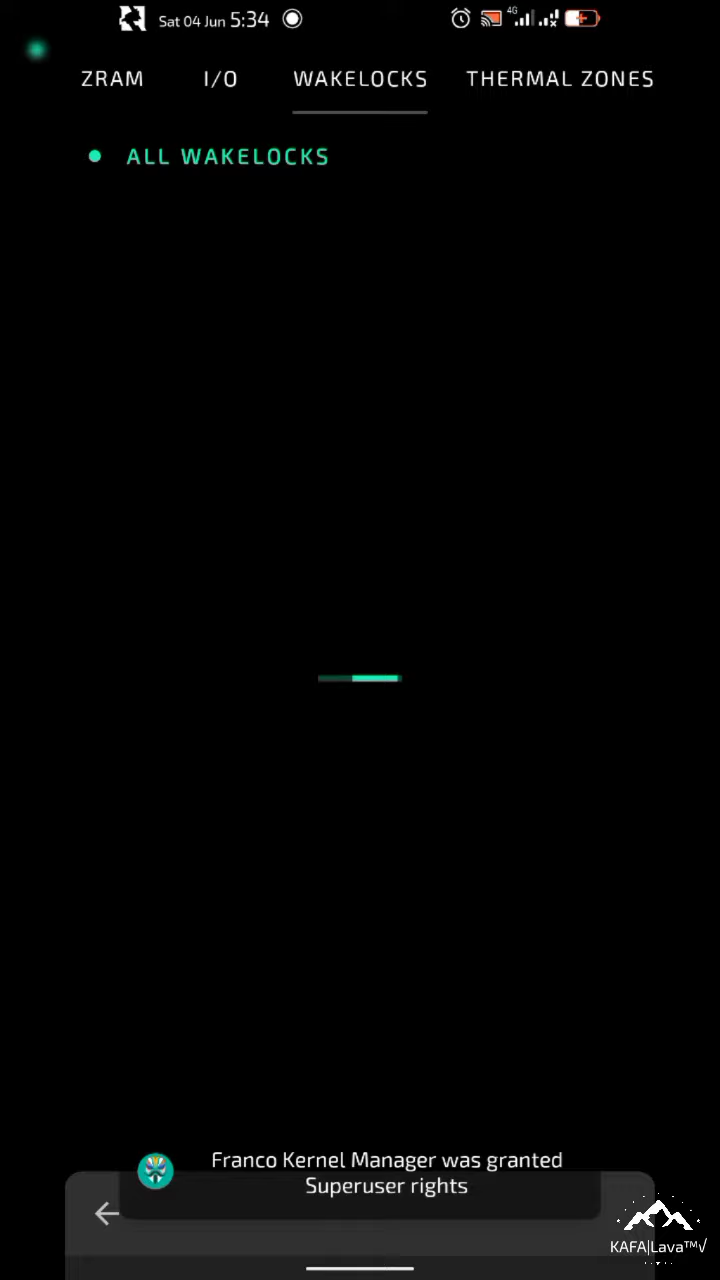 Sat 04 Jun 5:34
4G
ZRAM I/O WAKELOCKS THERMAL ZONES
ALL WAKELOCKS
Franco Kernel Manager was granted
Superuser rights
KAFA|Lava™√